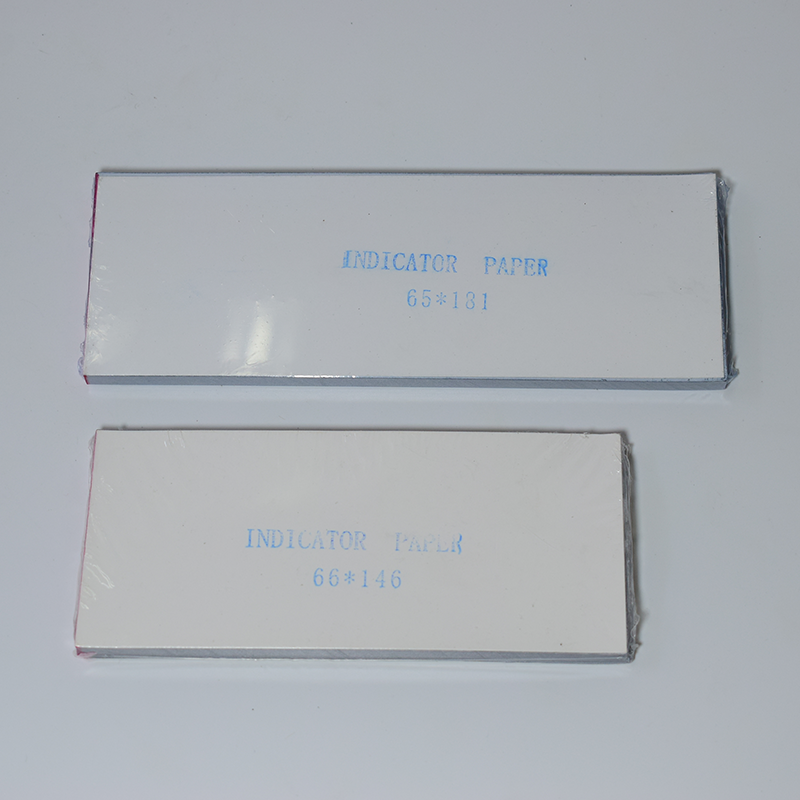 INDICATOR PAPER
65*181
INDICATOR PAPER
66*146